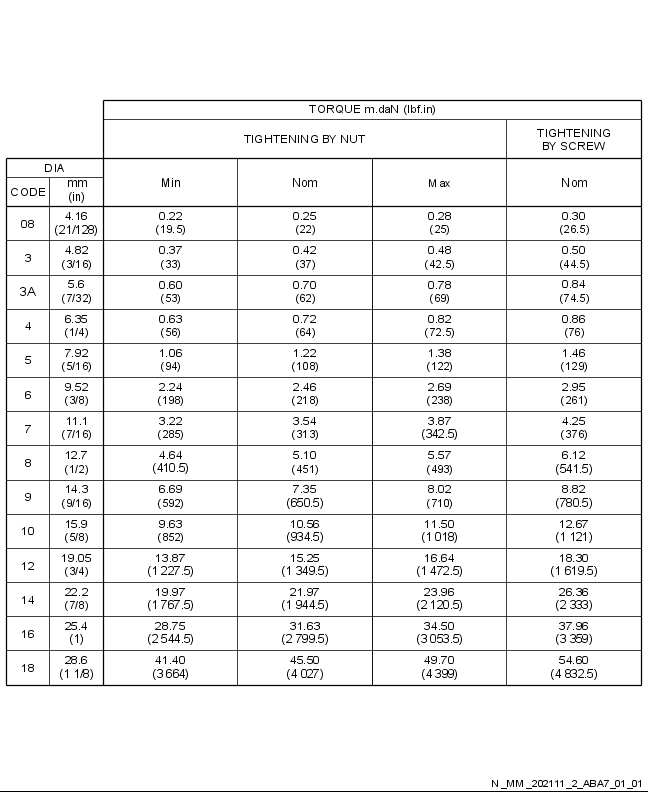 TORQUE m.daN (lbf.in)
TIGHTENING BY NUT
TIGHTENING
BY SCREW
DIA
CODE
mm
(in)
Min
Nom
Max
Nom
08 4.16 0.22 0.25 0.28 0.30
(21/128) (19.5) (22) (25) (26.5)
3 4.82 0.37 0.42 0.48 0.50
(3/16) (33) (37) (42.5) (44.5)
3A 5.6 0.60 0.70 0.78 0.84
(7/32) (53) (62) (69) (74.5)
4 6.35 0.63 0.72 0.82 0.86
(1/4) (56) (64) (72.5) (76)
5 7.92 1.06 1.22 1.38 1.46
(5/16) (94) (108) (122) (129)
6 9.52 2.24 2.46 2.69 2.95
(3/8) (198) (218) (238) (261)
7 11.1 3.22 3.54 3.87 4.25
(7/16) (285) (313) (342.5) (376)
8 12.7 4.64 5.10 5.57 6.12
(1/2) (410.5) (451) (493) (541.5)
9 14.3 6.69 7.35 8.02 8.82
(9/16) (592) (650.5) (710) (780.5)
10 15.9 9.63 10.56 11.50 12.67
(5/8) (852) (934.5) (1 018) (1 121)
12 19.05 13.87 15.25 16.64 18.30
(3/4) (1 227.5) (1 349.5) (1 472.5) (1 619.5)
14 22.2 19.97 21.97 23.96 26.36
(7/8) (1 767.5) (1 944.5) (2 120.5) (2 333)
16 25.4 28.75 31.63 34.50 37.96
(1) (2 544.5) (2 799.5) (3 053.5) (3 359)
18 28.6 41.40 45.50 49.70 54.60
(1 1/8) (3 664) (4 027) (4 399) (4 832.5)
N_MM_202111_2_ABA7_01_01